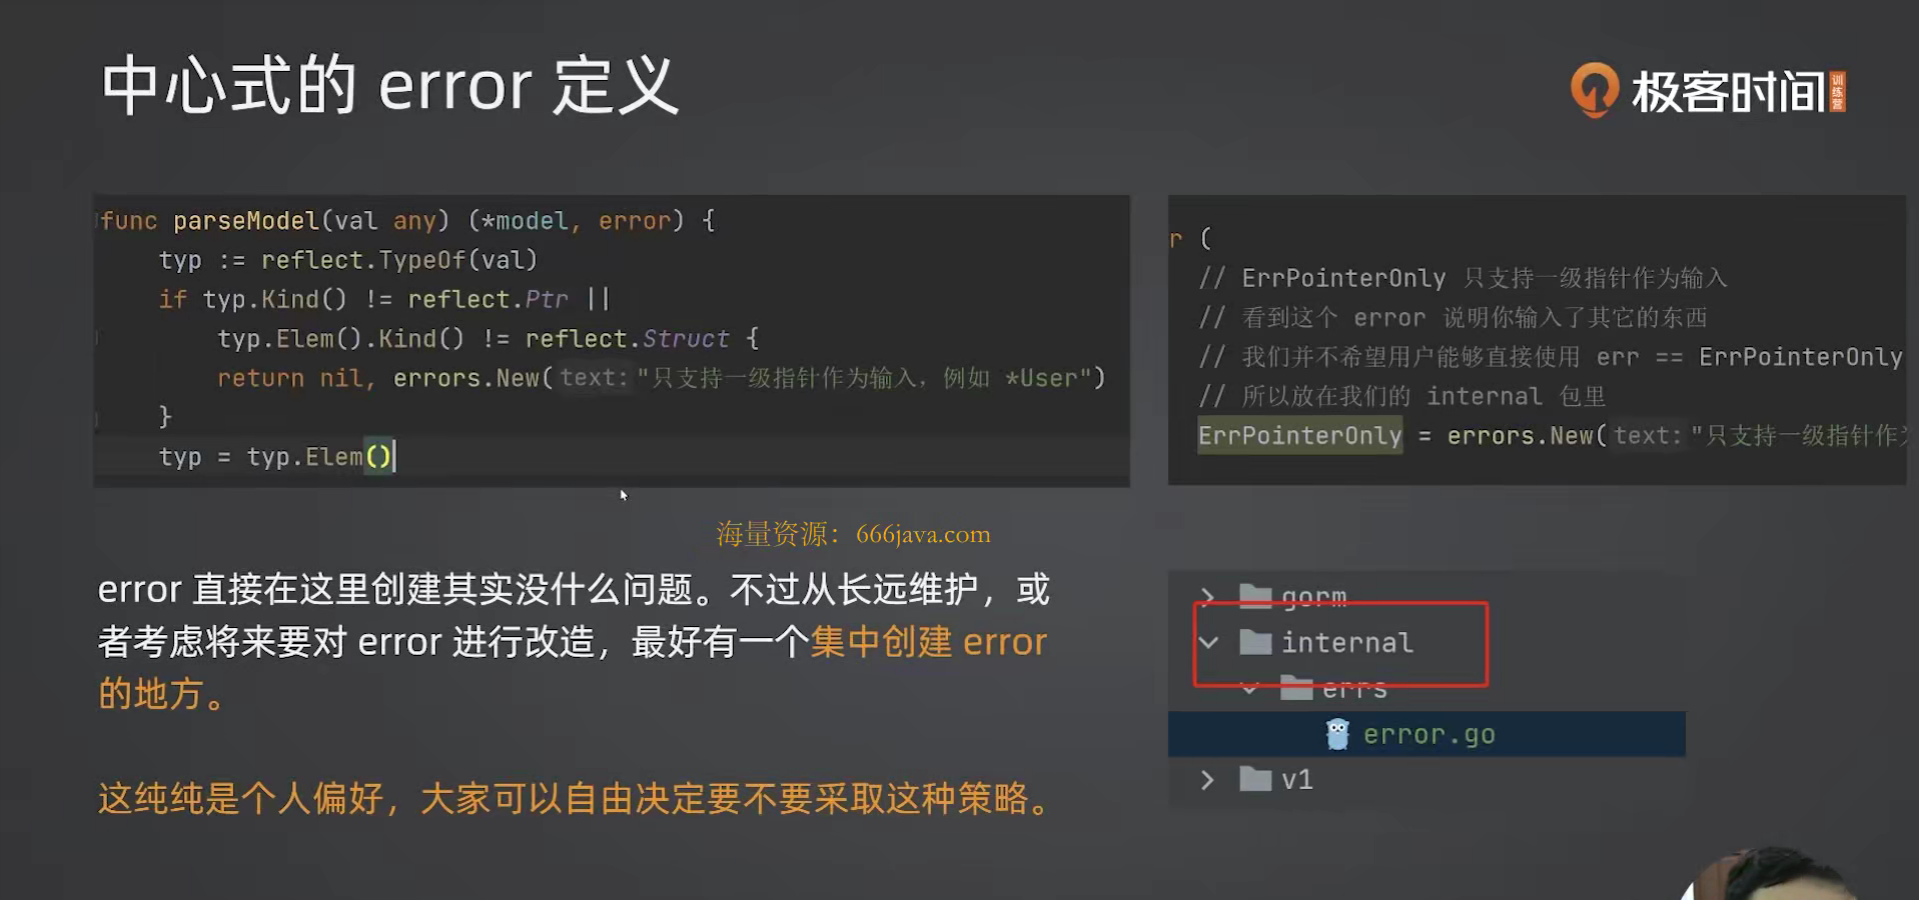 中心式的 error 定义
极客时间
训练营
func parseModel(val any) (*model, error) {
typ := reflect.TypeOf(val)
if typ.Kind() != reflect.Ptr ||
typ.Elem().Kind() != reflect.Struct {
return nil, errors.New( text: "只支持一级指针作为输入，例如 *User")
}
typ = typ.Elem()
r (
// ErrPointerOnly 只支持一级指针作为输入
// 看到这个 error 说明你输入了其它的东西
// 我们并不希望用户能够直接使用 err == ErrPointerOnly
// 所以放在我们的 internal 包里
ErrPointerOnly = errors.New( text: "只支持一级指针作
海量资源：666java.com
error 直接在这里创建其实没什么问题。不过从长远维护，或
者考虑将来要对 error 进行改造，最好有一个集中创建 error
的地方。
这纯纯是个人偏好，大家可以自由决定要不要采取这种策略。
gorm
internal
errs
error.go
v1